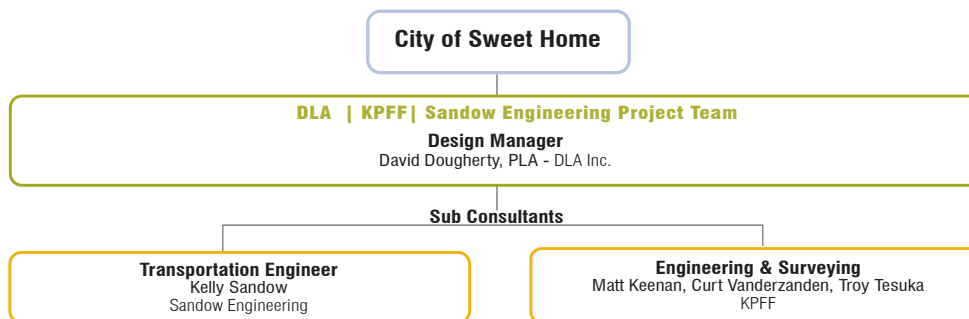 City of Sweet Home
DLA | KPFF| Sandow Engineering Project Team
Design Manager
David Dougherty, PLA - DLA Inc.
Sub Consultants
Transportation Engineer
Kelly Sandow
Sandow Engineering
Engineering & Surveying
Matt Keenan, Curt Vanderzanden, Troy Tesuka
KPFF